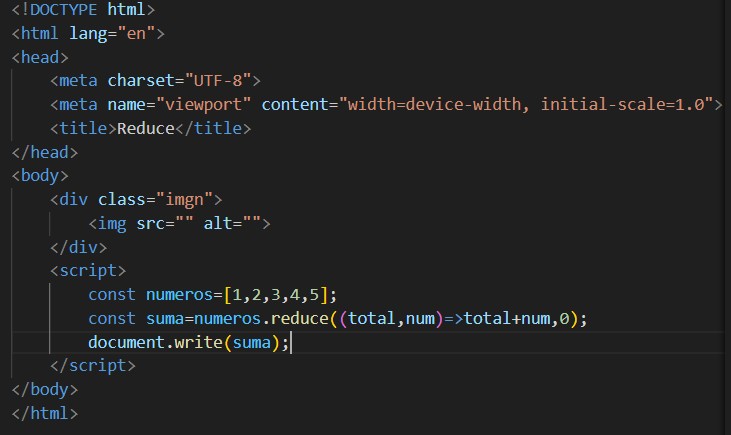 <!DOCTYPE html>
<html lang="en">
<head>
    <meta charset="UTF-8">
    <meta name="viewport" content="width=device-width, initial-scale=1.0">
    <title>Reduce</title>
</head>
<body>
    <div class="imgn">
        <img src="" alt="">
    </div>
    <script>
        const numeros=[1,2,3,4,5];
        const suma=numeros.reduce((total,num)=>total+num,0);
        document.write(suma);
    </script>
</body>
</html>